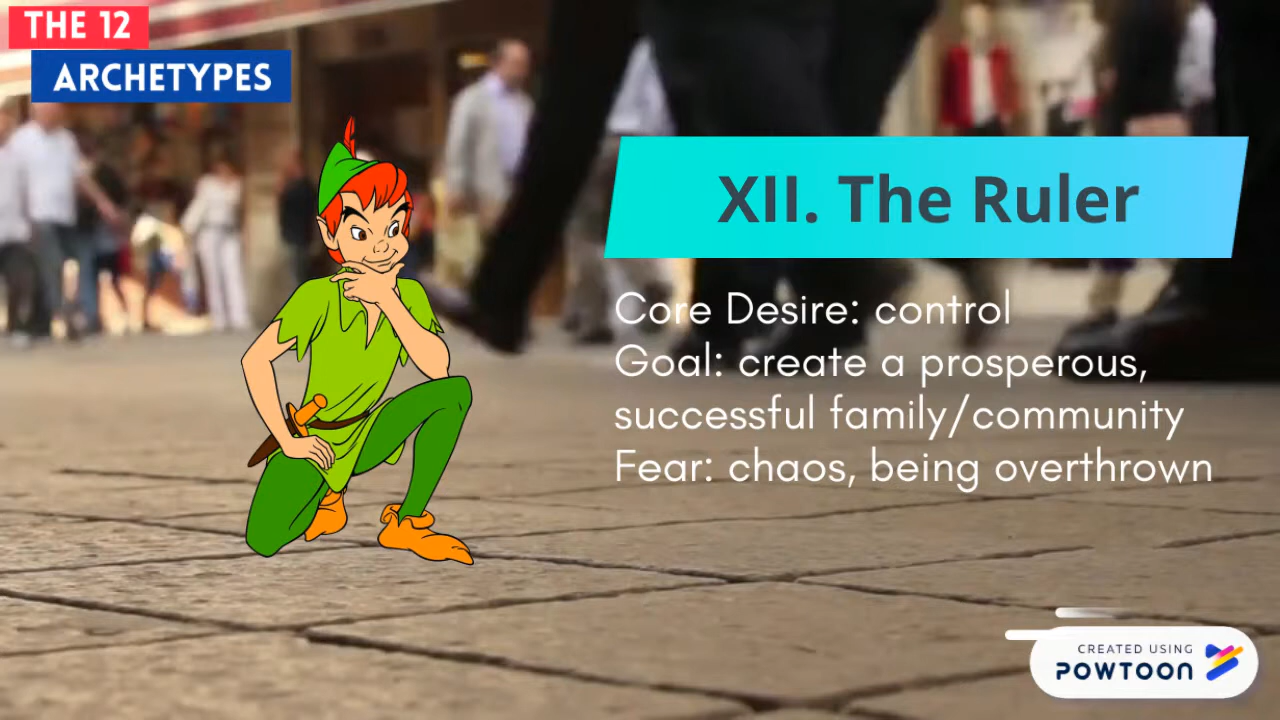 THE 12
ARCHETYPES
XII. The Ruler
Core Desire: control
Goal: create a prosperous,
successful family/community
Fear: chaos, being overthrown
CREATED USING
POWTOON